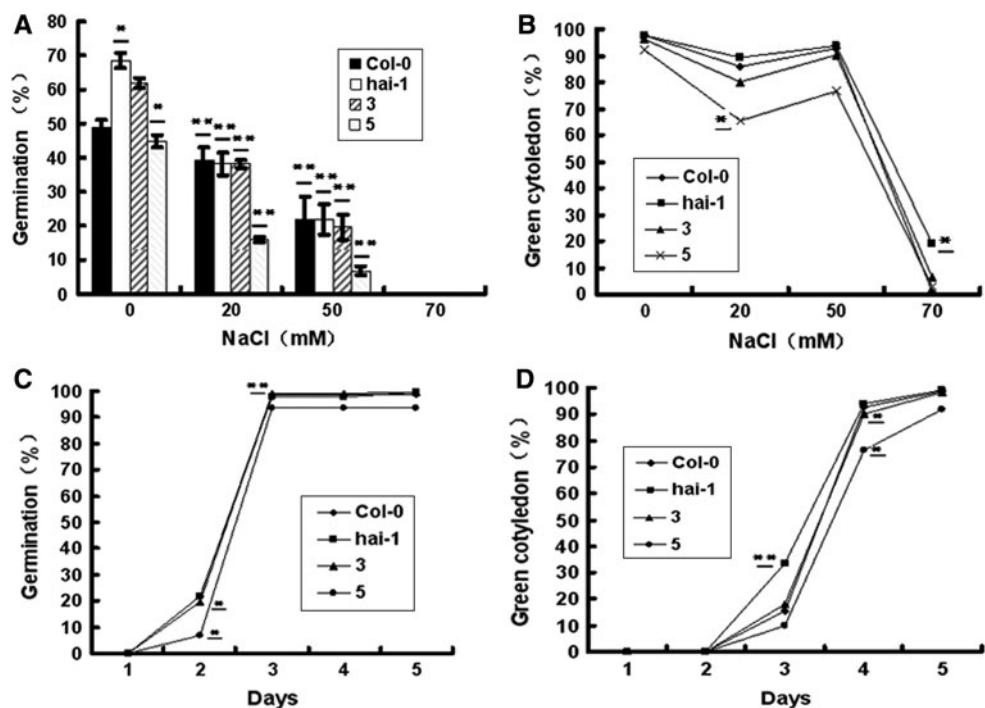 A
80
70
60
50
40
30
20
10
0
Germination (%)
**
**
** ** **
**
** ** **
**
Col-0
hai-1
3
5
0 20 50 70
NaCl (mM)
B
100
90
80
70
60
50
40
30
20
10
0
Green cytoledon (%)
*
*
Col-0
hai-1
3
5
0 20 50 70
NaCl (mM)
C
100
90
80
70
60
50
40
30
20
10
0
Germination (%)
**
*
*
Col-0
hai-1
3
5
1 2 3 4 5
Days
D
100
90
80
70
60
50
40
30
20
10
0
Green cotyledon (%)
**
*
*
Col-0
hai-1
3
5
1 2 3 4 5
Days